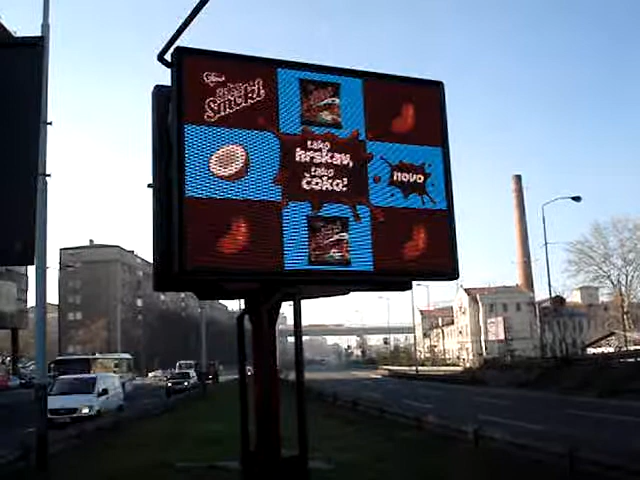 Smoki
tako
hrskav,
tako
čoko!
novo